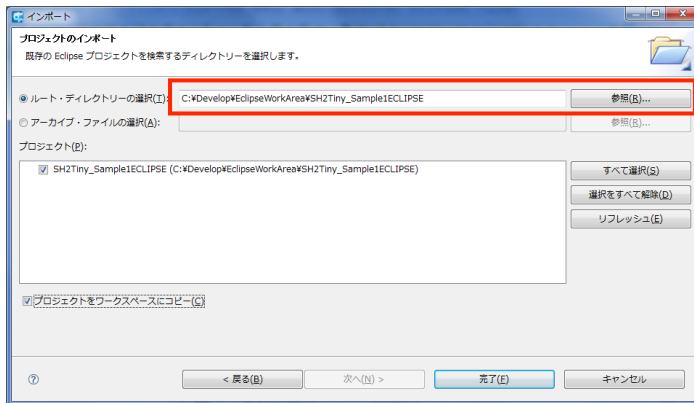 インポート
プロジェクトのインポート
既存の Eclipse プロジェクトを検索するディレクトリーを選択します。
ルート・ディレクトリーの選択(T): C:¥Develop¥EclipseWorkArea¥SH2Tiny_Sample1ECLIPSE 参照(R)...
アーカイブ・ファイルの選択(A): 参照(R)...
プロジェクト(P):
SH2Tiny_Sample1ECLIPSE (C:¥Develop¥EclipseWorkArea¥SH2Tiny_Sample1ECLIPSE)
すべて選択(S)
選択をすべて解除(D)
リフレッシュ(E)
プロジェクトをワークスペースにコピー(C)
? < 戻る(B) 次へ(N) > 完了(F) キャンセル